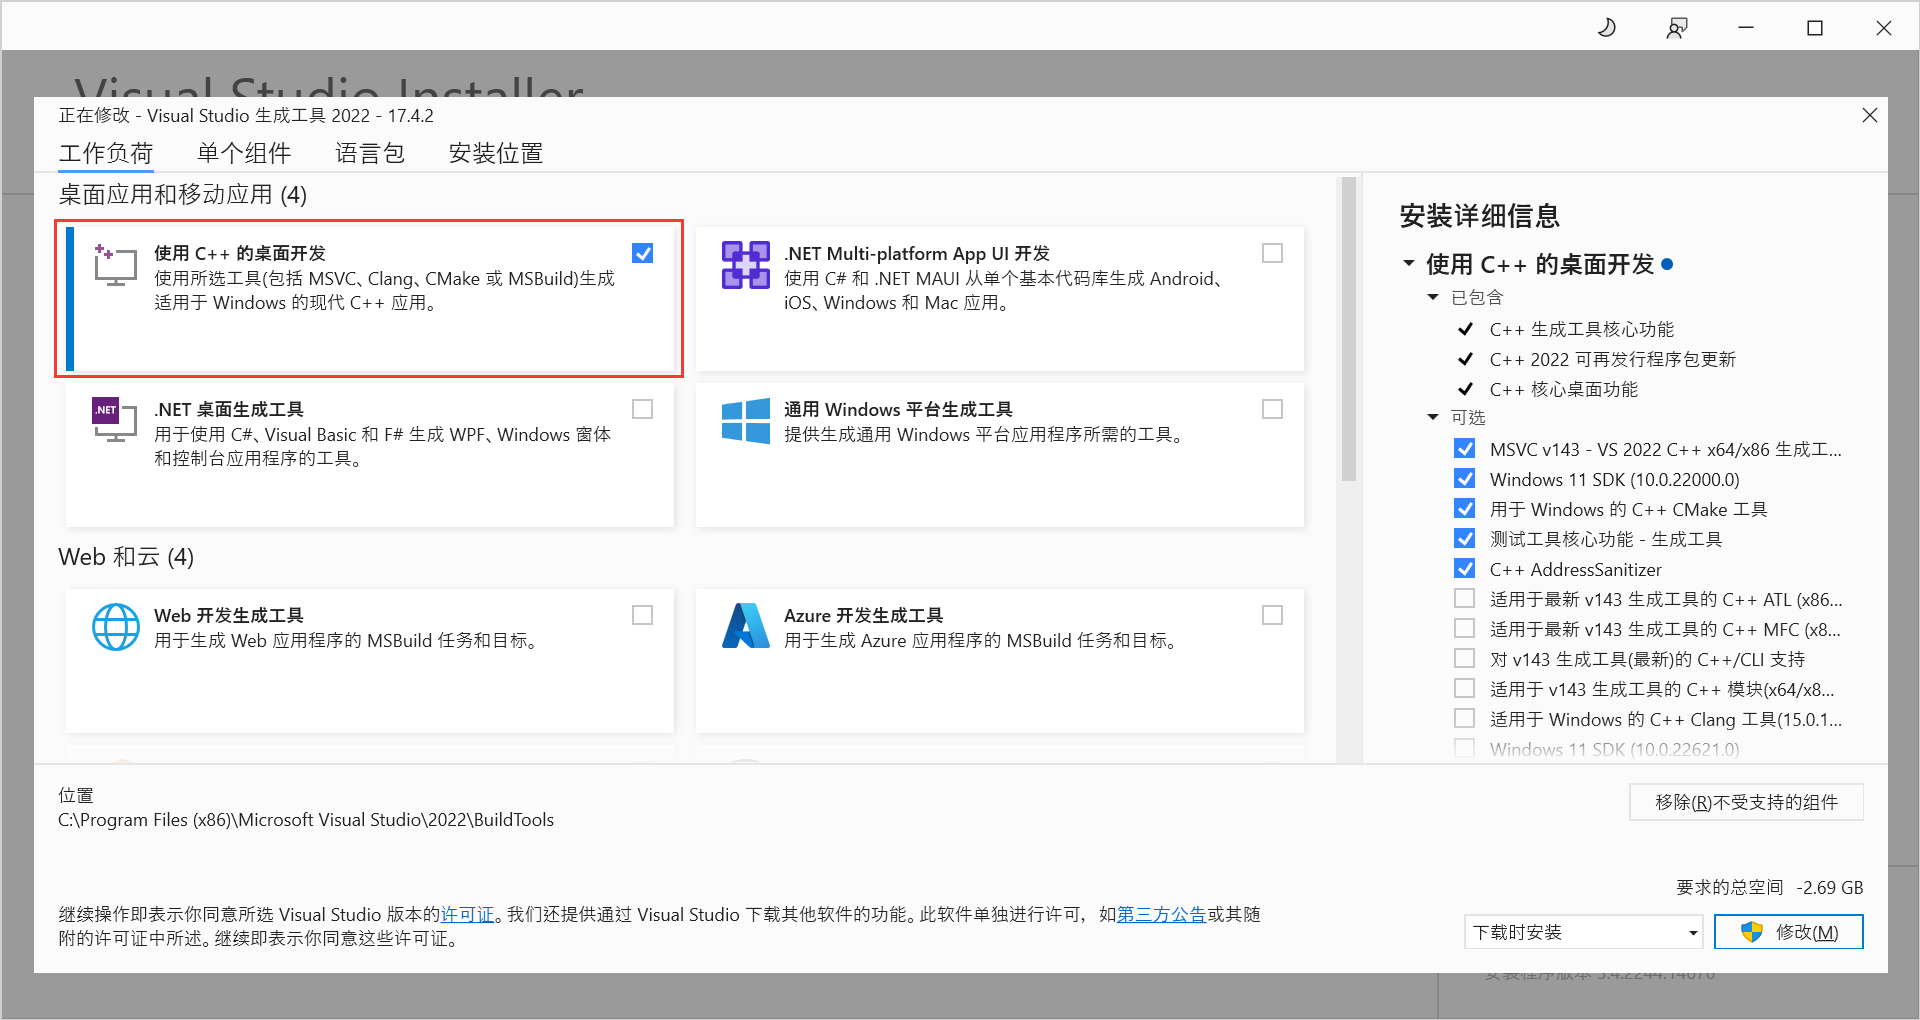 Visual Studio Installer
正在修改 - Visual Studio 生成工具 2022 - 17.4.2
工作负荷 单个组件 语言包 安装位置
桌面应用和移动应用 (4)
使用 C++ 的桌面开发
使用所选工具(包括 MSVC、Clang、CMake 或 MSBuild)生成
适用于 Windows 的现代 C++ 应用。
.NET Multi-platform App UI 开发
使用 C# 和 .NET MAUI 从单个基本代码库生成 Android、
iOS、Windows 和 Mac 应用。
.NET
.NET 桌面生成工具
用于使用 C#、Visual Basic 和 F# 生成 WPF、Windows 窗体
和控制台应用程序的工具。
通用 Windows 平台生成工具
提供生成通用 Windows 平台应用程序所需的工具。
Web 和云 (4)
Web 开发生成工具
用于生成 Web 应用程序的 MSBuild 任务和目标。
Azure 开发生成工具
用于生成 Azure 应用程序的 MSBuild 任务和目标。
安装详细信息
使用 C++ 的桌面开发
已包含
C++ 生成工具核心功能
C++ 2022 可再发行程序包更新
C++ 核心桌面功能
可选
MSVC v143 - VS 2022 C++ x64/x86 生成工...
Windows 11 SDK (10.0.22000.0)
用于 Windows 的 C++ CMake 工具
测试工具核心功能 - 生成工具
C++ AddressSanitizer
适用于最新 v143 生成工具的 C++ ATL (x86...
适用于最新 v143 生成工具的 C++ MFC (x8...
对 v143 生成工具(最新)的 C++/CLI 支持
适用于 v143 生成工具的 C++ 模块(x64/x8...
适用于 Windows 的 C++ Clang 工具(15.0.1...
Windows 11 SDK (10.0.22621.0)
位置
C:\Program Files (x86)\Microsoft Visual Studio\2022\BuildTools
移除(R)不受支持的组件
要求的总空间 -2.69 GB
继续操作即表示你同意所选 Visual Studio 版本的许可证。我们还提供通过 Visual Studio 下载其他软件的功能。此软件单独进行许可，如第三方公告或其随
附的许可证中所述。继续即表示你同意这些许可证。
下载时安装
修改(M)
安装程序版本 3.4.2244.14676